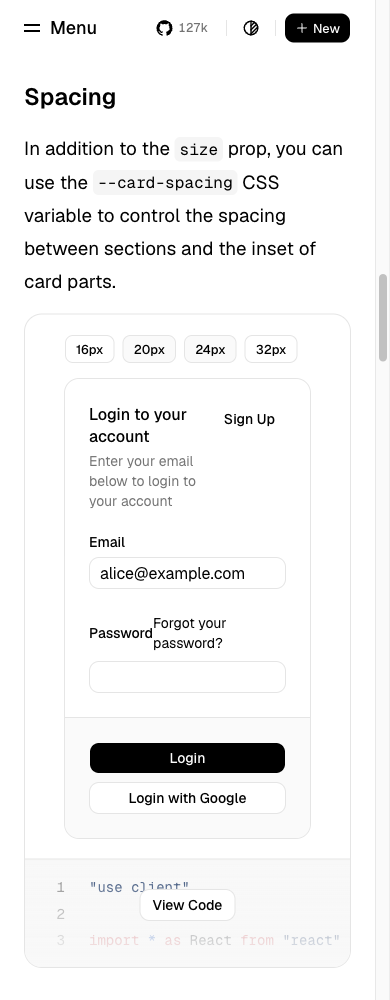 Menu 127k + New
Spacing
In addition to the size prop, you can
use the --card-spacing CSS
variable to control the spacing
between sections and the inset of
card parts.
16px 20px 24px 32px
Login to your
account
Sign Up
Enter your email
below to login to
your account
Email
alice@example.com
Password
Forgot your
password?
Login
Login with Google
1 "use client"
2
View Code
3 import * as React from "react"